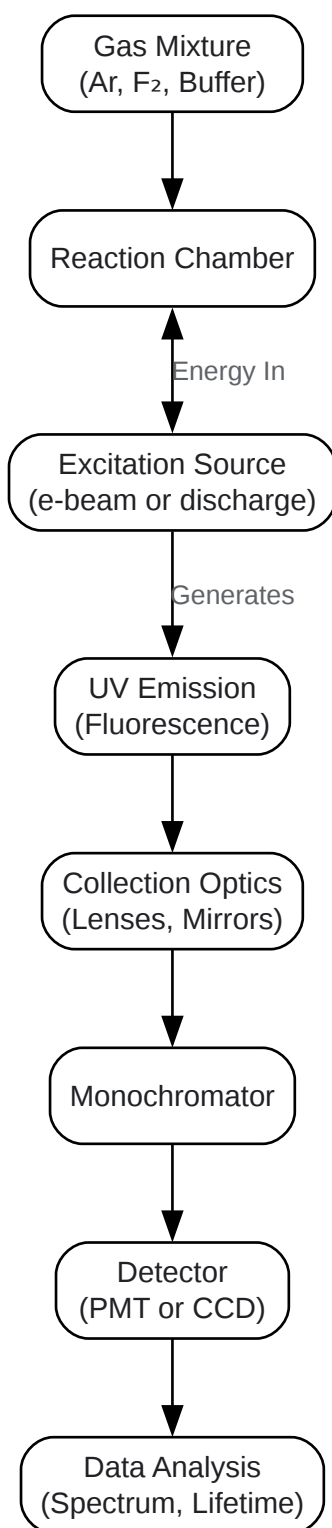 Gas Mixture
(Ar, F₂, Buffer)
Reaction Chamber
Energy In
Excitation Source
(e-beam or discharge)
Generates
UV Emission
(Fluorescence)
Collection Optics
(Lenses, Mirrors)
Monochromator
Detector
(PMT or CCD)
Data Analysis
(Spectrum, Lifetime)